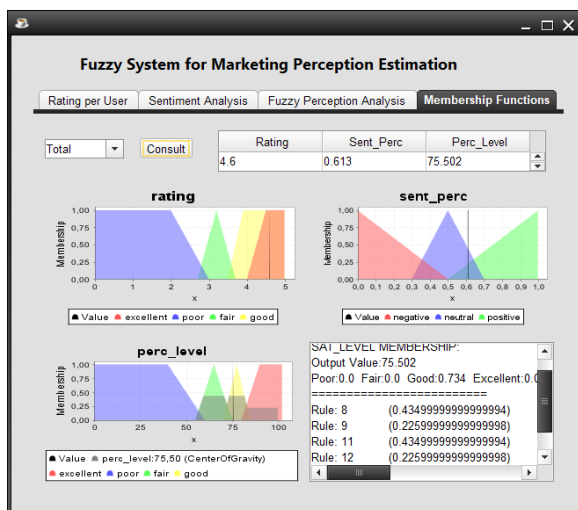 Fuzzy System for Marketing Perception Estimation
Rating per User Sentiment Analysis Fuzzy Perception Analysis Membership Functions
Total Consult
Rating Sent_Perc Perc_Level
4.6 0.613 75.502
rating
1,00
0,75
0,50
0,25
0,00
Membership
0 1 2 3 4 5
x
Value excellent poor fair good
sent_perc
1,00
0,75
0,50
0,25
0,00
Membership
0,0 0,1 0,2 0,3 0,4 0,5 0,6 0,7 0,8 0,9 1,0
x
Value negative neutral positive
perc_level
1,00
0,75
0,50
0,25
0,00
Membership
0 25 50 75 100
x
Value perc_level:75,50 (CenterOfGravity)
excellent poor fair good
SAT_LEVEL MEMBERSHIP:
Output Value:75.502
Poor:0.0 Fair:0.0 Good:0.734 Excellent:0.0
==========================
Rule: 8 (0.43499999999999994)
Rule: 9 (0.22599999999999998)
Rule: 11 (0.43499999999999994)
Rule: 12 (0.22599999999999998)